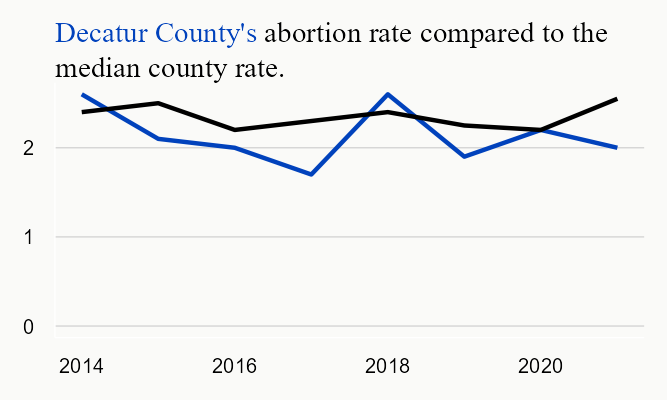 Decatur County's abortion rate compared to the
median county rate.
2
1
0
2014 2016 2018 2020